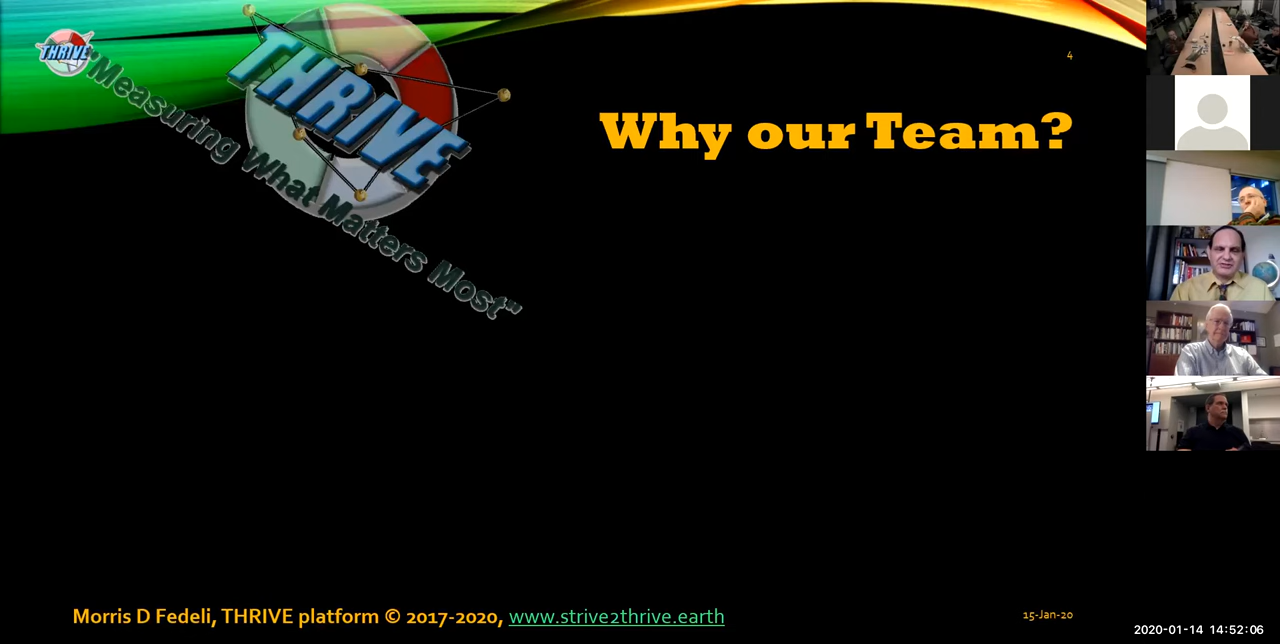 THRIVE
4
THRIVE
"Measuring What Matters Most"
Why our Team?
Morris D Fedeli, THRIVE platform © 2017-2020, www.strive2thrive.earth
15-Jan-20
2020-01-14 14:52:06